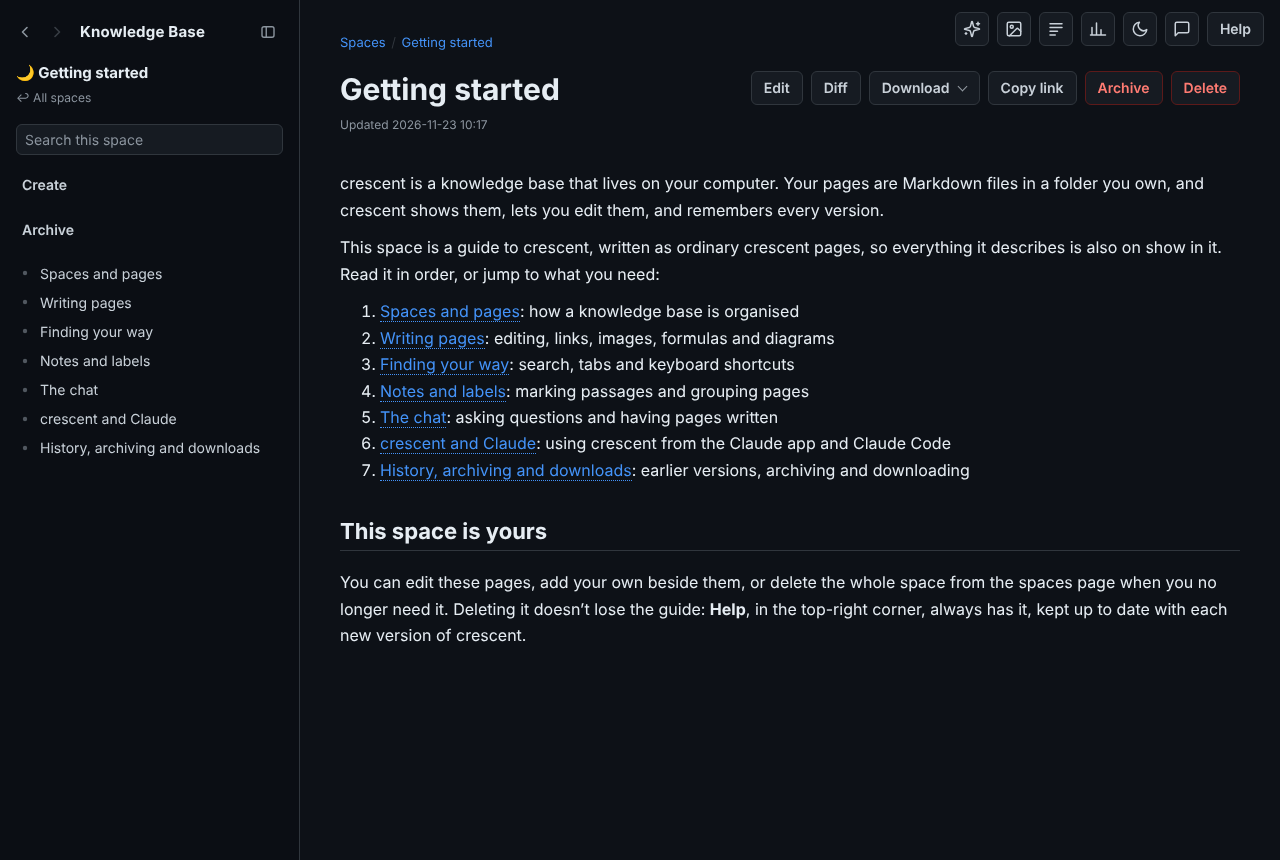 Knowledge Base
🌙 Getting started
↩ All spaces
Search this space
Create
Archive
• Spaces and pages
• Writing pages
• Finding your way
• Notes and labels
• The chat
• crescent and Claude
• History, archiving and downloads
Help
Spaces / Getting started
Getting started
Edit
Diff
Download
Copy link
Archive
Delete
Updated 2026-11-23 10:17
crescent is a knowledge base that lives on your computer. Your pages are Markdown files in a folder you own, and
crescent shows them, lets you edit them, and remembers every version.
This space is a guide to crescent, written as ordinary crescent pages, so everything it describes is also on show in it.
Read it in order, or jump to what you need:
1. Spaces and pages: how a knowledge base is organised
2. Writing pages: editing, links, images, formulas and diagrams
3. Finding your way: search, tabs and keyboard shortcuts
4. Notes and labels: marking passages and grouping pages
5. The chat: asking questions and having pages written
6. crescent and Claude: using crescent from the Claude app and Claude Code
7. History, archiving and downloads: earlier versions, archiving and downloading
This space is yours
You can edit these pages, add your own beside them, or delete the whole space from the spaces page when you no
longer need it. Deleting it doesn’t lose the guide: Help, in the top-right corner, always has it, kept up to date with each
new version of crescent.